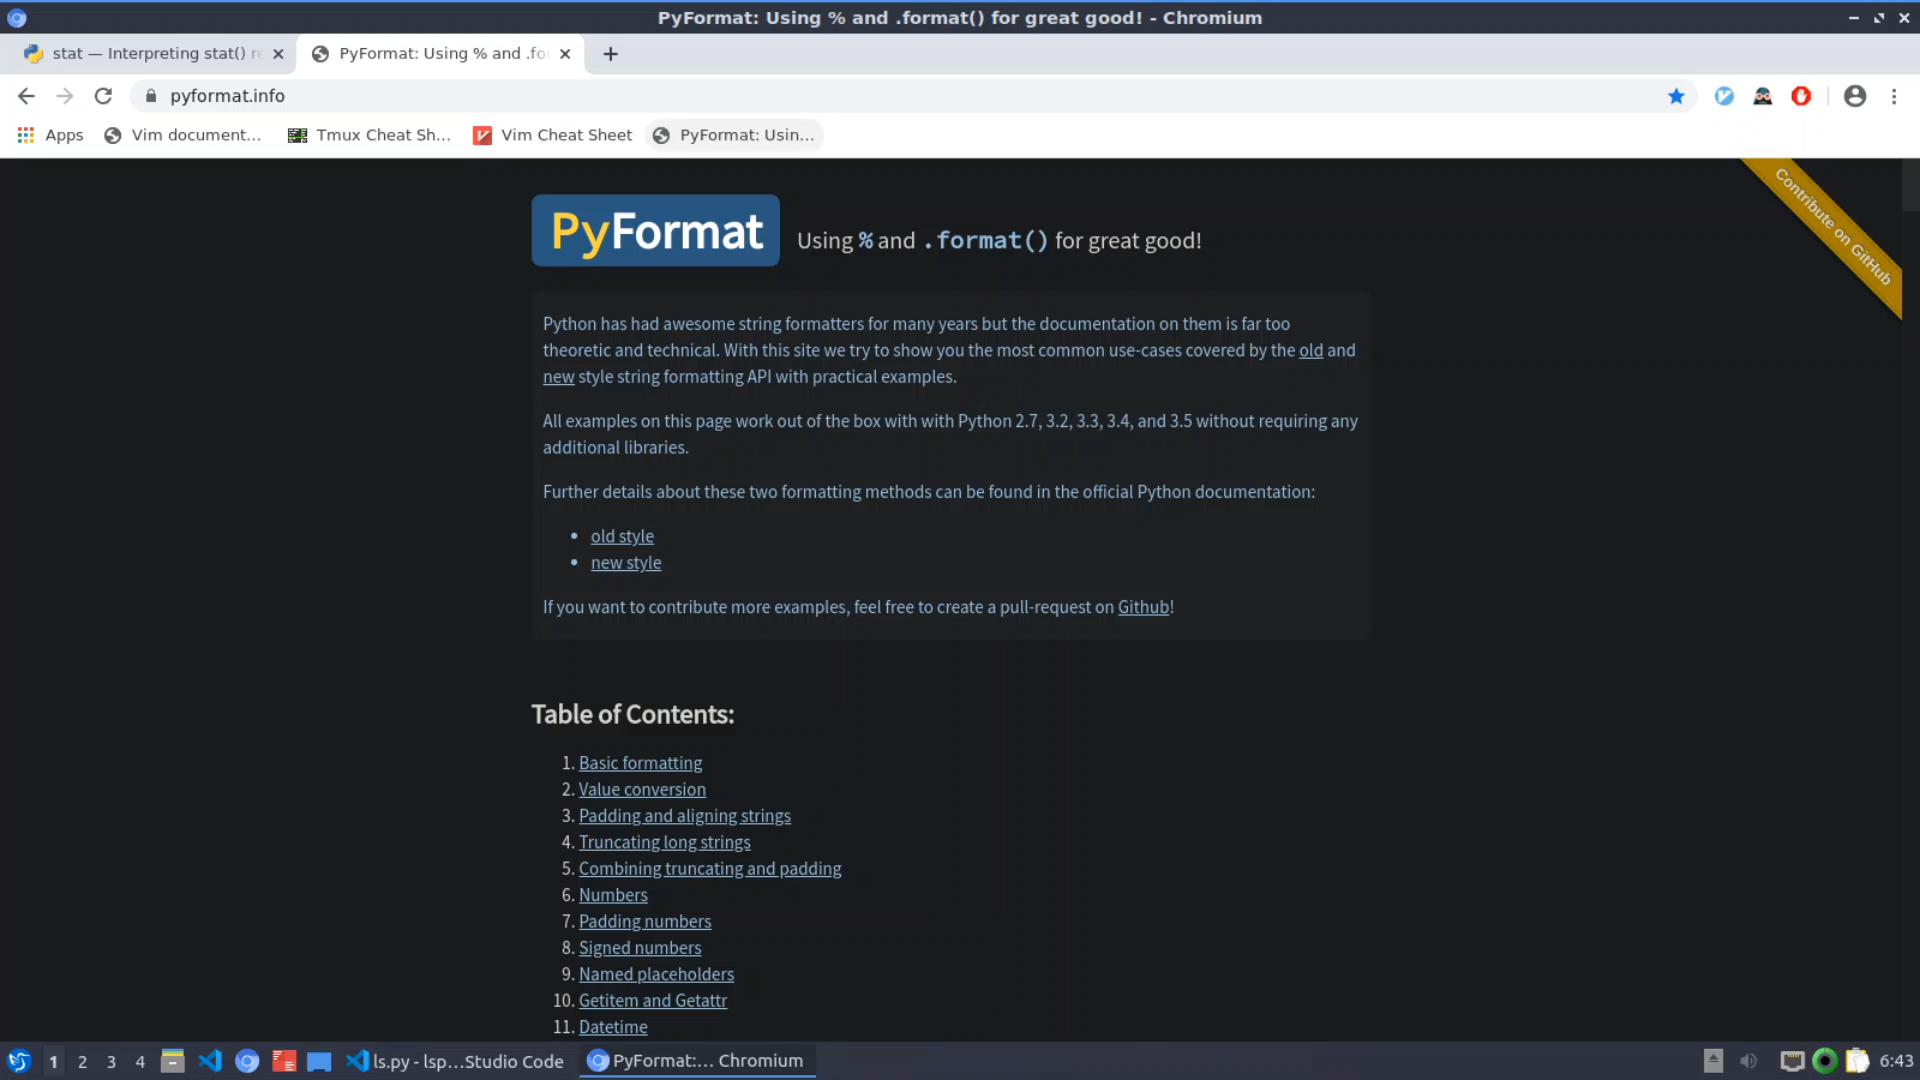 PyFormat: Using % and .format() for great good! - Chromium
stat — Interpreting stat() re
PyFormat: Using % and .fo
pyformat.info
Apps
Vim document...
Tmux Cheat Sh...
Vim Cheat Sheet
PyFormat: Usin...
Contribute on GitHub
PyFormat
Using % and .format() for great good!
Python has had awesome string formatters for many years but the documentation on them is far too
theoretic and technical. With this site we try to show you the most common use-cases covered by the old and
new style string formatting API with practical examples.
All examples on this page work out of the box with with Python 2.7, 3.2, 3.3, 3.4, and 3.5 without requiring any
additional libraries.
Further details about these two formatting methods can be found in the official Python documentation:
• old style
• new style
If you want to contribute more examples, feel free to create a pull-request on Github!
Table of Contents:
1. Basic formatting
2. Value conversion
3. Padding and aligning strings
4. Truncating long strings
5. Combining truncating and padding
6. Numbers
7. Padding numbers
8. Signed numbers
9. Named placeholders
10. Getitem and Getattr
11. Datetime
1 2 3 4
ls.py - lsp...Studio Code
PyFormat:... Chromium
6:43